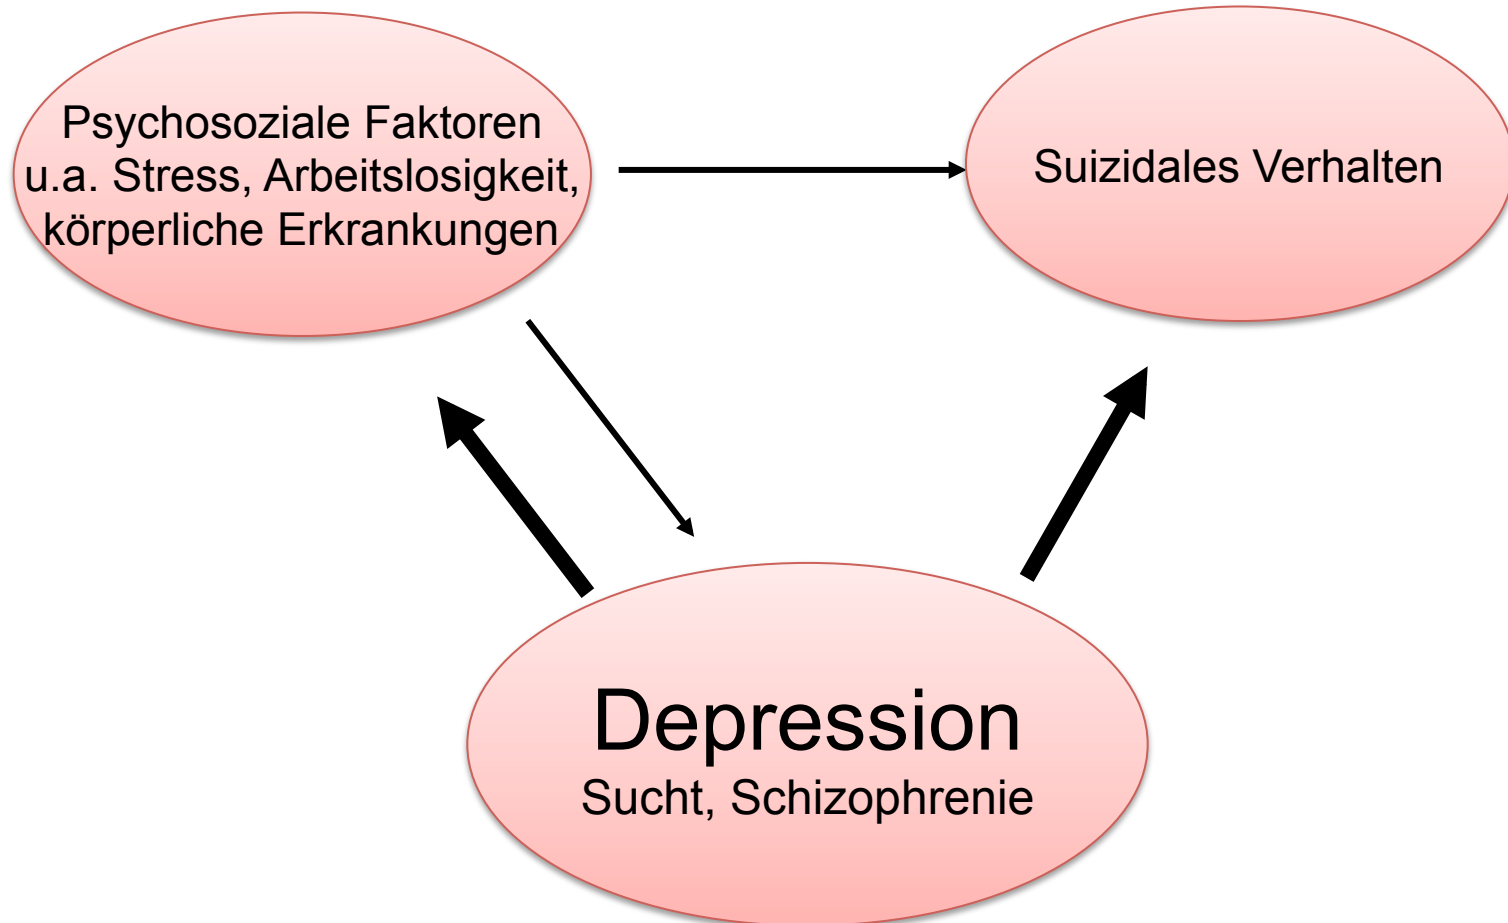 Psychosoziale Faktoren
u.a. Stress, Arbeitslosigkeit,
körperliche Erkrankungen
Suizidales Verhalten
Depression
Sucht, Schizophrenie